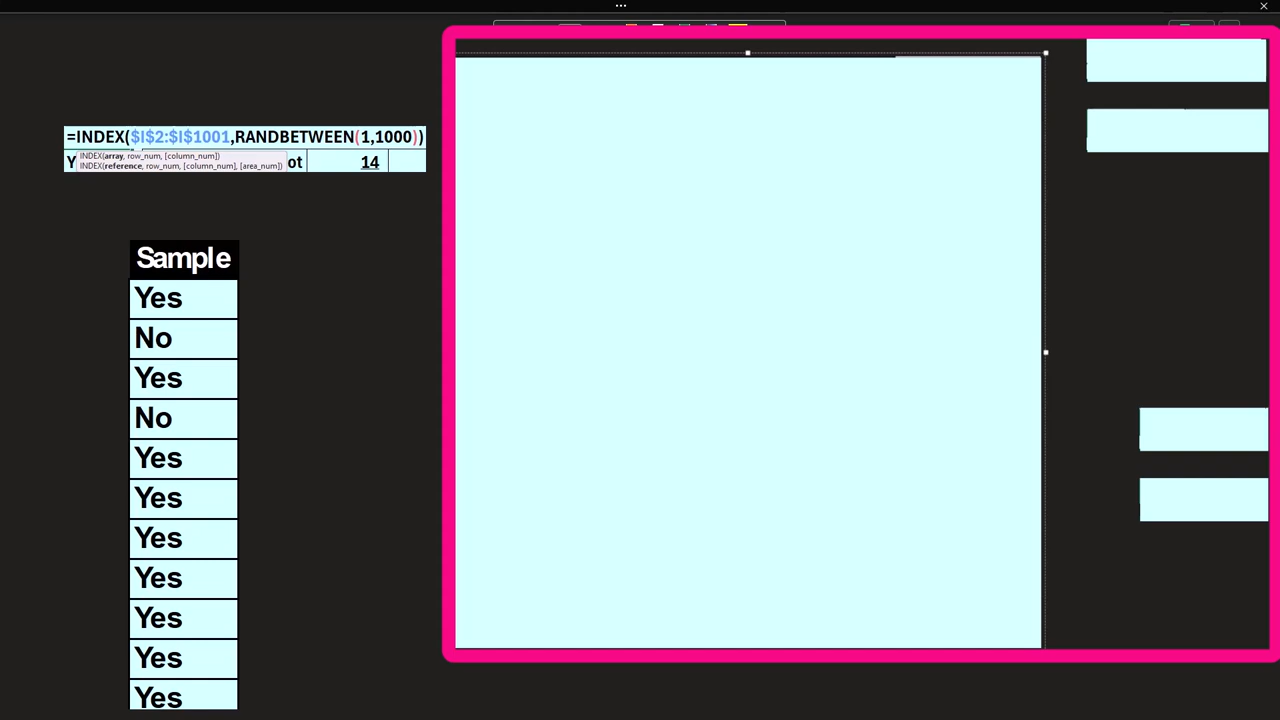 =INDEX($I$2:$I$1001,RANDBETWEEN(1,1000))
INDEX(array, row_num, [column_num])
INDEX(reference, row_num, [column_num], [area_num])
Y ot 14
Sample
Yes
No
Yes
No
Yes
Yes
Yes
Yes
Yes
Yes
Yes